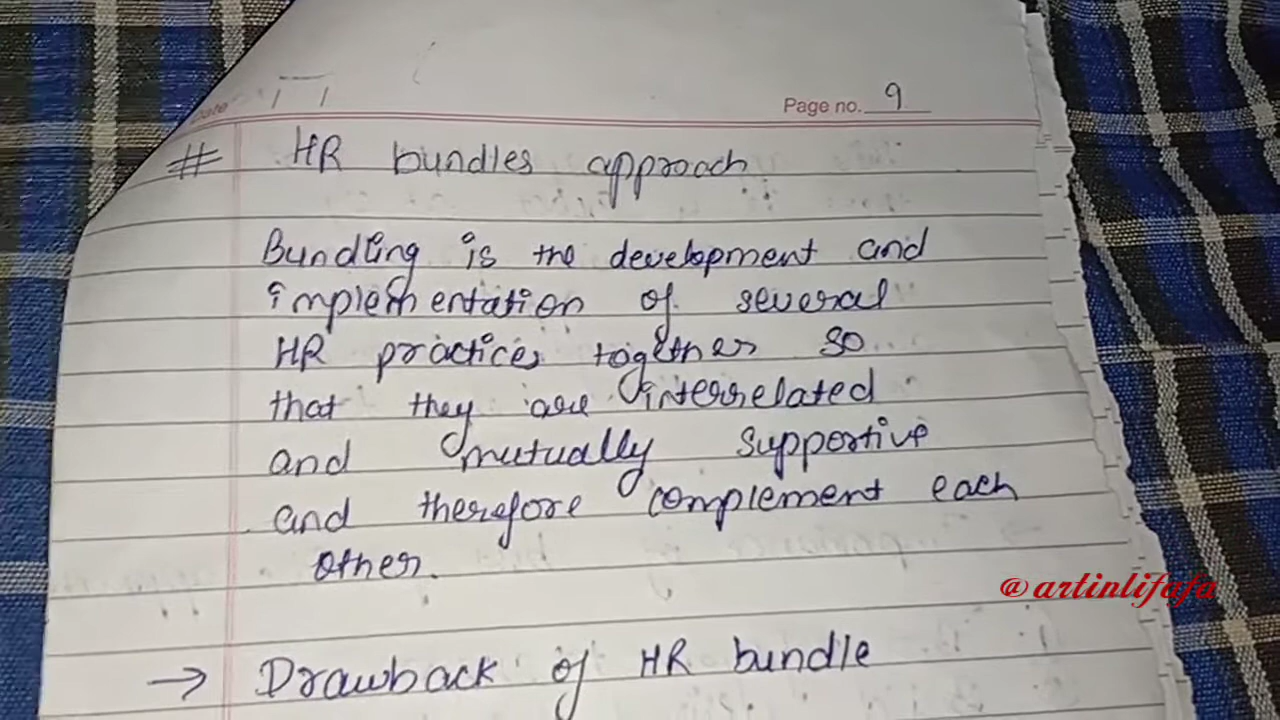 Date
Page no. 9
# HR bundles approach
Bundling is the development and
implementation of several
HR practices together so
that they are interrelated
and mutually supportive
and therefore complement each
other.
@artinlifafa
→ Drawback of HR bundle